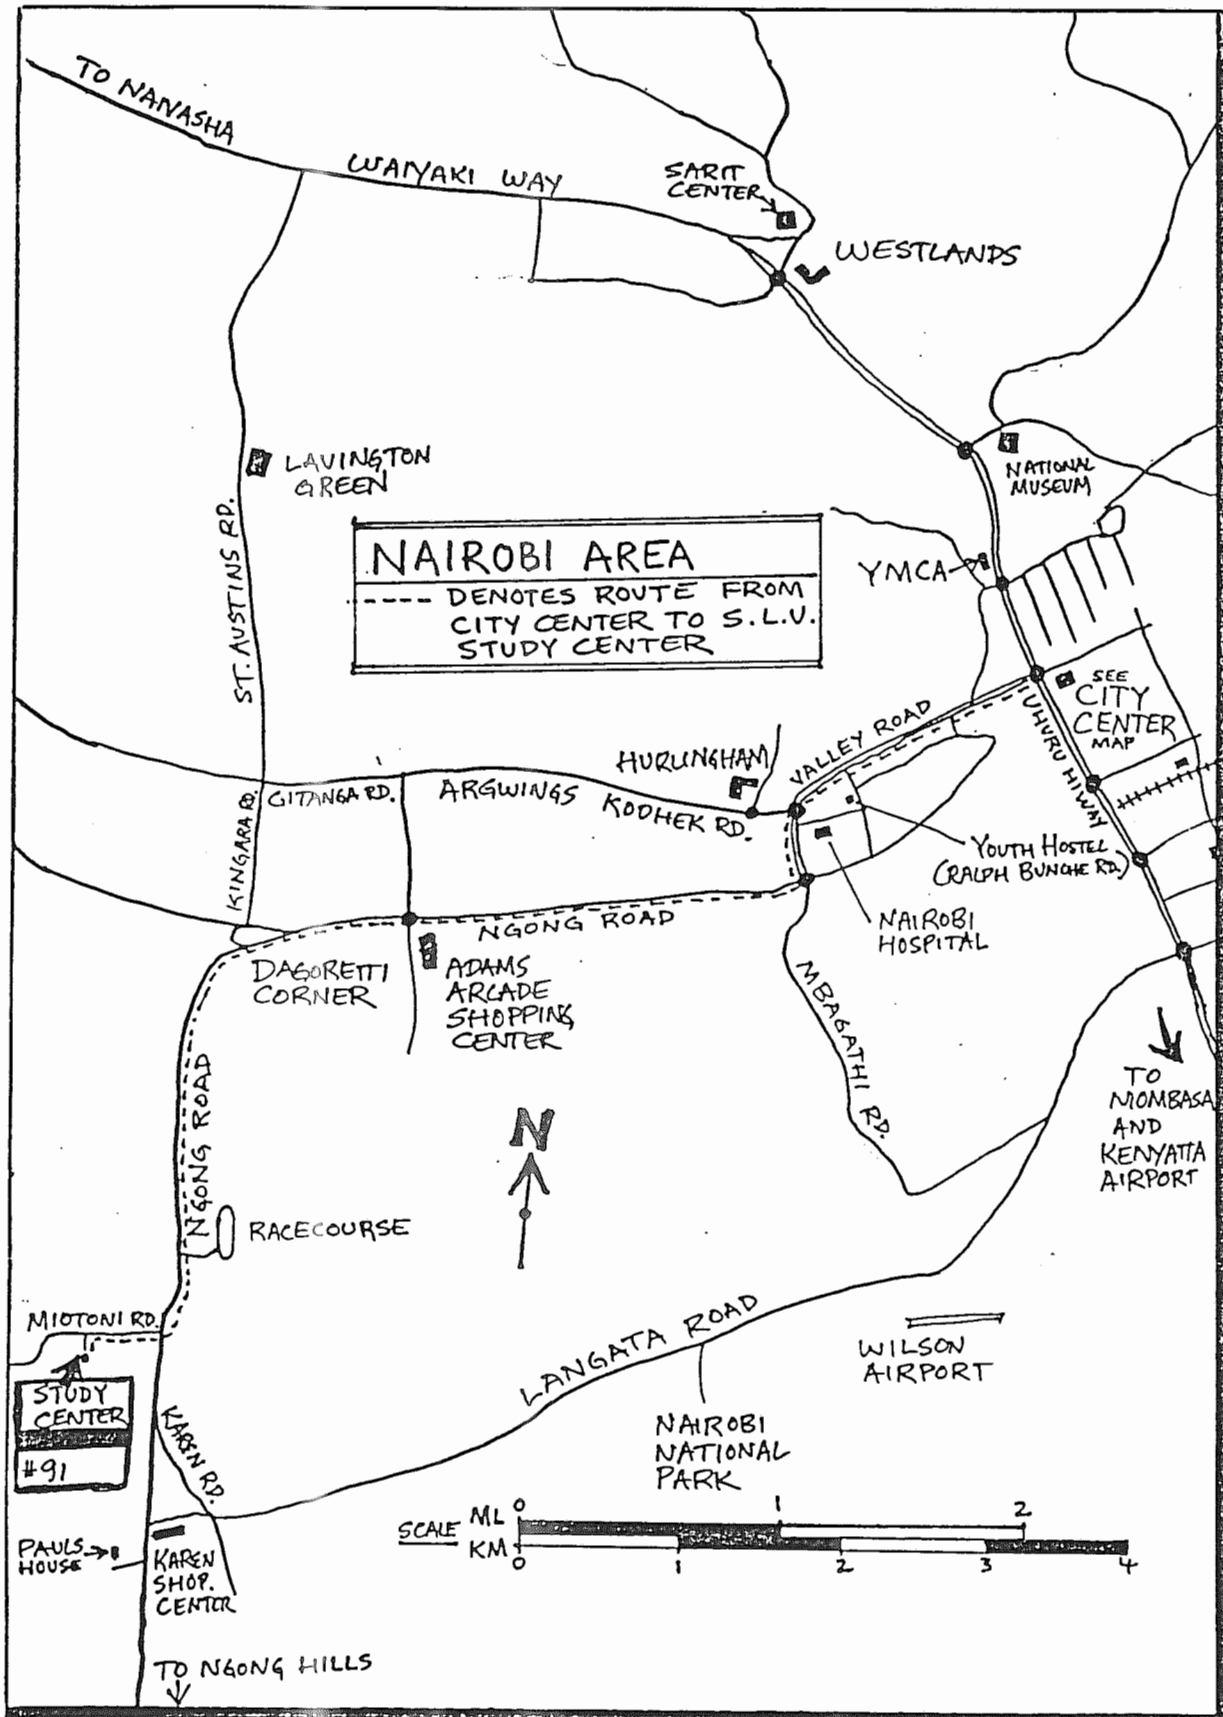 TO NANASHA
WAIYAKI WAY
SARIT
CENTER
WESTLANDS
LAVINGTON
GREEN
ST. AUSTINS RD.
NATIONAL
MUSEUM
YMCA
NAIROBI AREA
---- DENOTES ROUTE FROM
CITY CENTER TO S.L.U.
STUDY CENTER
SEE
CITY
CENTER
MAP
UHURU HIWAY
VALLEY ROAD
HURLINGHAM
GITANGA RD.
ARGWINGS
KODHEK RD.
KINGARA RD.
YOUTH HOSTEL
(RALPH BUNCHE RD.)
NAIROBI
HOSPITAL
NGONG ROAD
DAGORETTI
CORNER
ADAMS
ARCADE
SHOPPING
CENTER
MBAGATHI RD.
TO
MOMBASA
AND
KENYATTA
AIRPORT
NGONG ROAD
N
RACECOURSE
MIOTONI RD.
STUDY
CENTER
#91
KAREN RD.
LANGATA ROAD
WILSON
AIRPORT
NAIROBI
NATIONAL
PARK
SCALE
ML 0 1 2
KM 0 1 2 3 4
PAULS
HOUSE
KAREN
SHOP.
CENTER
TO NGONG HILLS